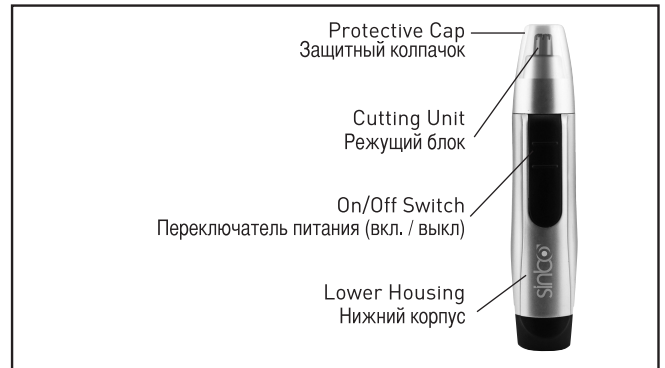 Protective Cap
Защитный колпачок
Cutting Unit
Режущий блок
On/Off Switch
Переключатель питания (вкл. / выкл)
Lower Housing
Нижний корпус
sinbo